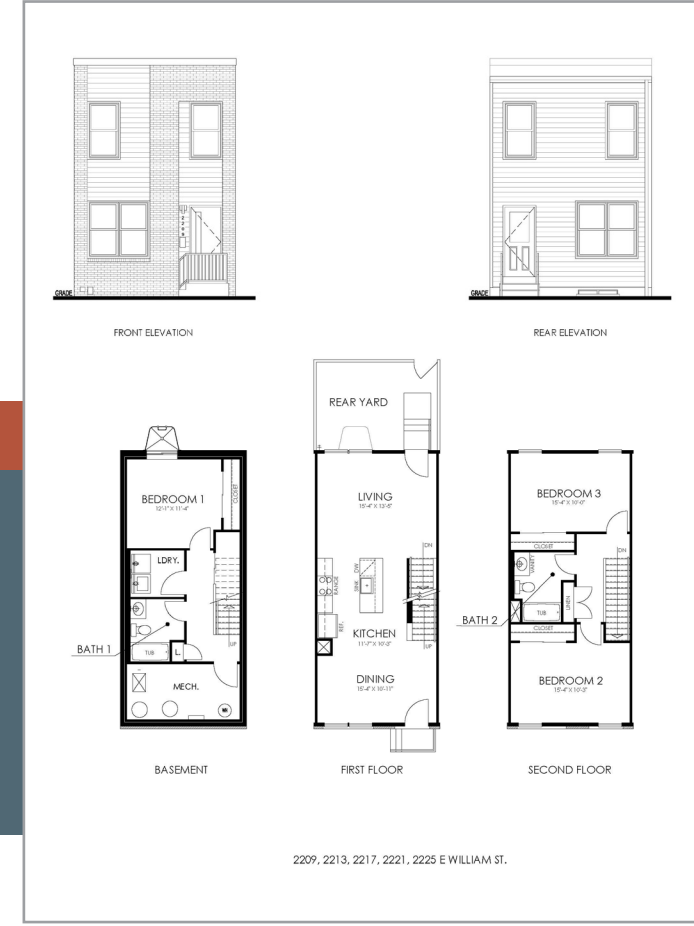 2209
GRADE
GRADE
FRONT ELEVATION
REAR ELEVATION
REAR YARD
BEDROOM 1
12'-1" X 11'-4"
CLOSET
LDRY.
BATH 1
TUB
L.
UP
MECH.
LIVING
15'-4" X 13'-5"
DN
RANGE
SINK
DW
REF.
KITCHEN
11'-7" X 10'-3"
UP
DINING
15'-4" X 10'-11"
BEDROOM 3
15'-4" X 10'-0"
CLOSET
DN
VANITY
LINEN
TUB
BATH 2
CLOSET
BEDROOM 2
15'-4" X 10'-3"
BASEMENT
FIRST FLOOR
SECOND FLOOR
2209, 2213, 2217, 2221, 2225 E WILLIAM ST.